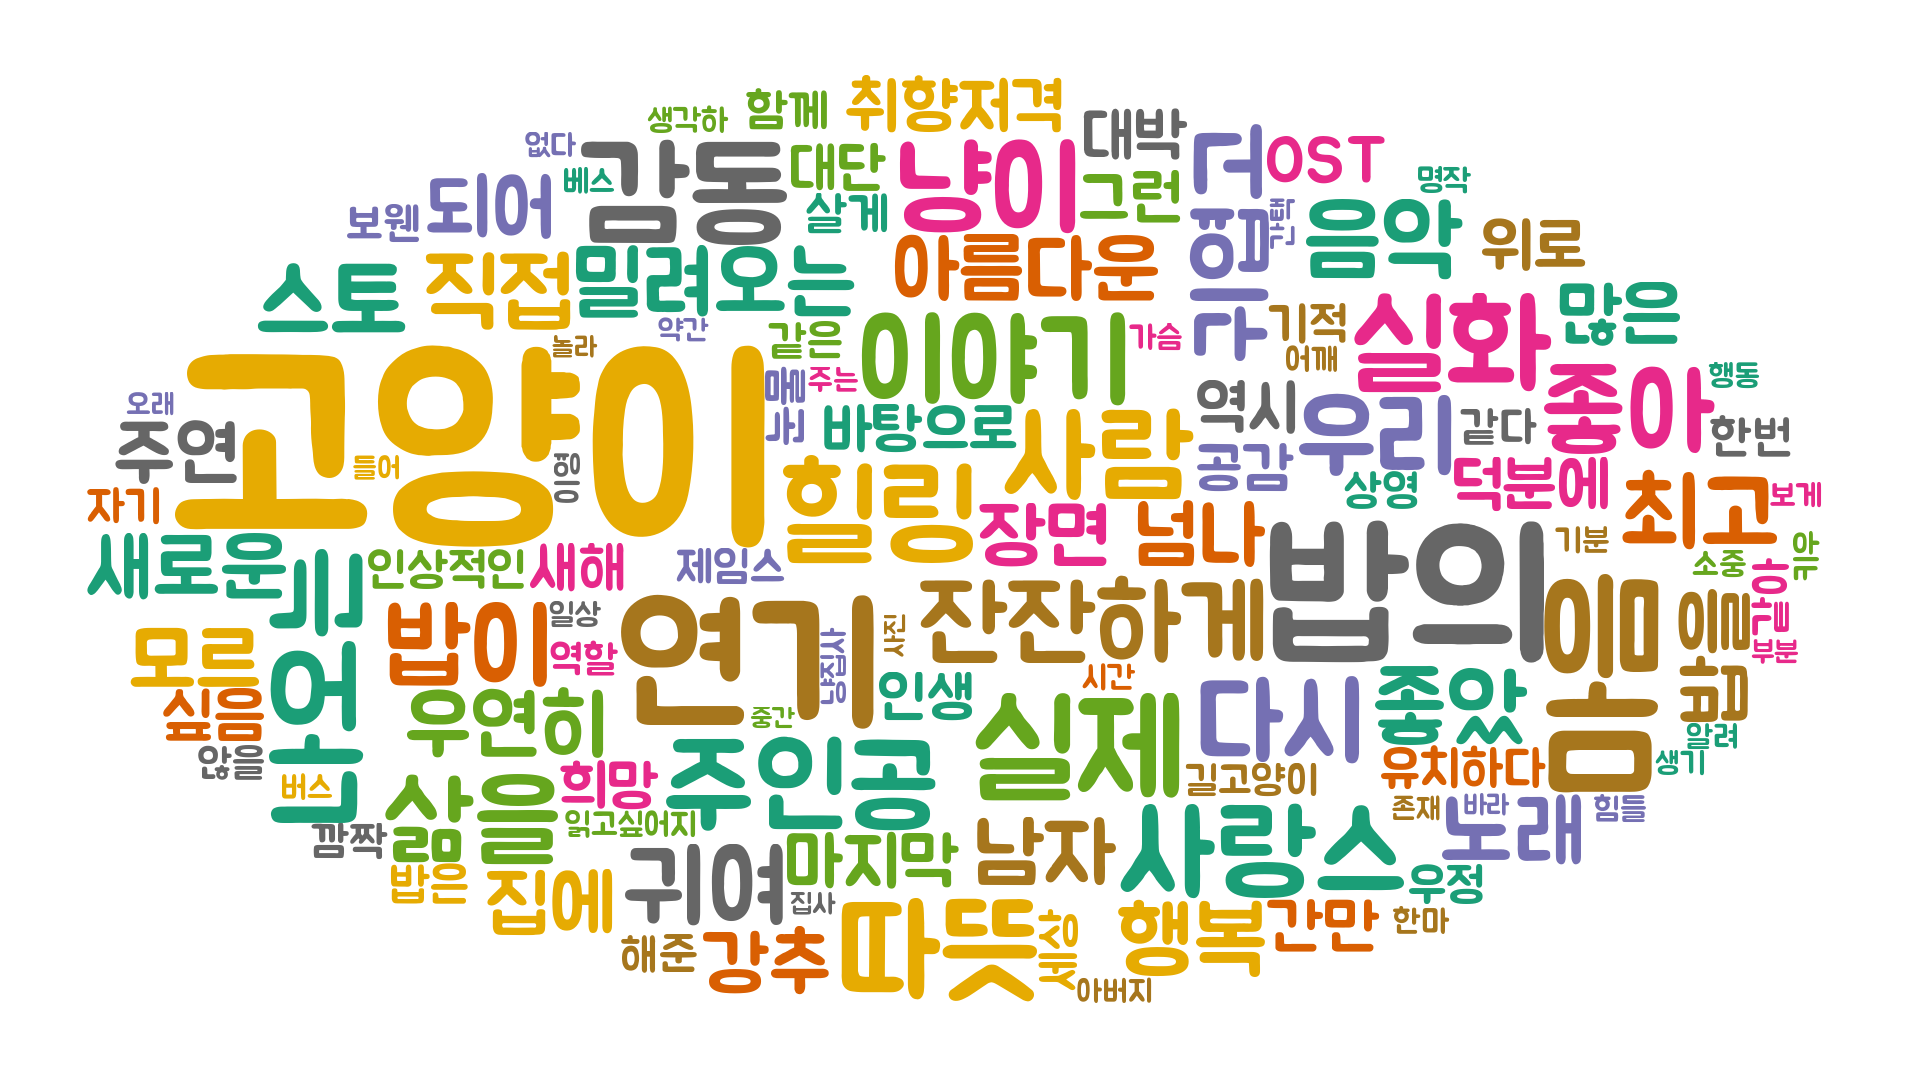 취향저격
함께
생각하
대박
없다
감동
대단
냥이
OST
베스
그런
명작
되어
살게
보웬
음악
위로
아름다운
직접
밀려오는
스토
많은
이야기
실화
기적
약간
같은
가슴
놀라
어깨
고양이
주는
좋아
행동
오래
역시
우리
바탕으로
사람
같다
한번
주연
들어
힐링
공감
덕분에
상영
최고
보게
자기
장면
넘나
밥의
기분
새로운
인상적인
새해
제임스
소중
잔잔하게
밥이
일상
연기
모르
역할
냥집사
사진
부분
시간
인생
다시
좋았
싶음
우연히
중간
실제
알려
않을
주인공
유치하다
생기
희망
길고양이
버스
삶을
존재
바라
힘들
노래
읽고싶어지
깜짝
마지막
남자
사랑스
밥은
집에
귀여
집사
우정
따뜻
행복
간만
한마
해준
강추
아버지